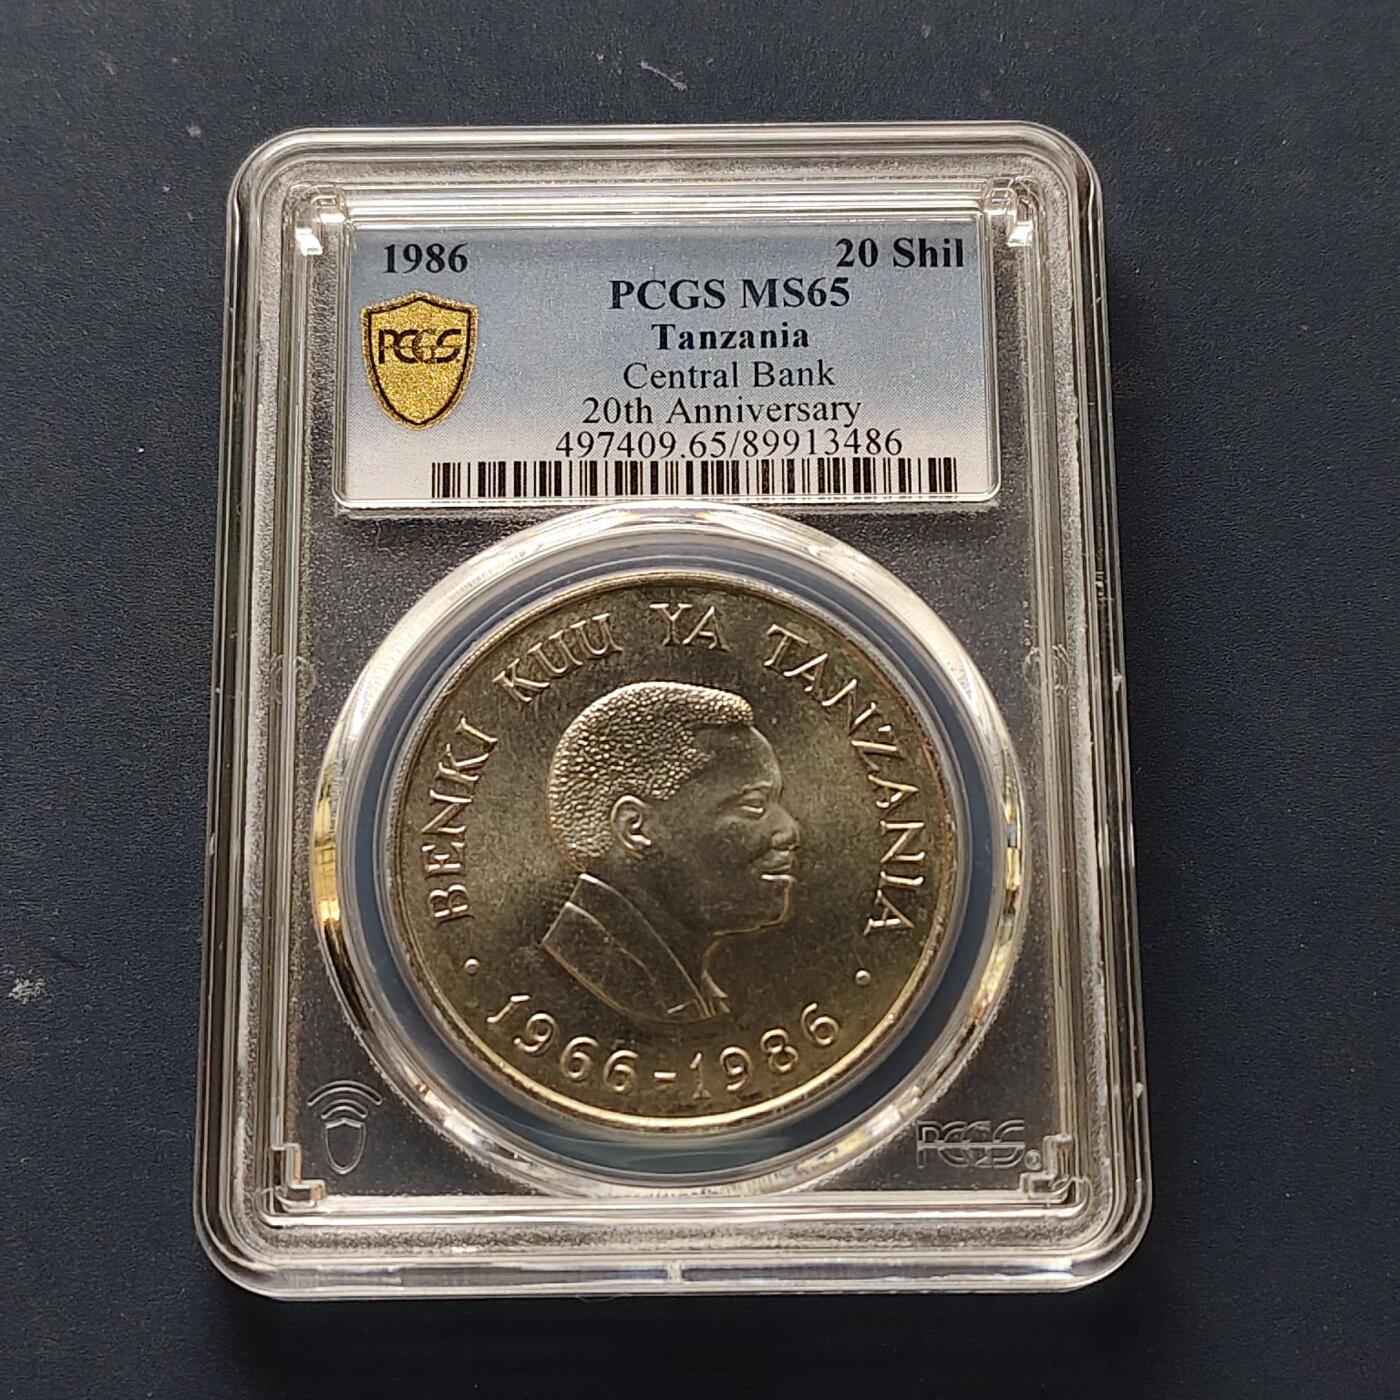 1986 20 Shil
PCGS MS65
PCGS
Tanzania
Central Bank
20th Anniversary
497409.65/89913486
BENKI KUU YA TANZANIA
1966-1986
PCGS